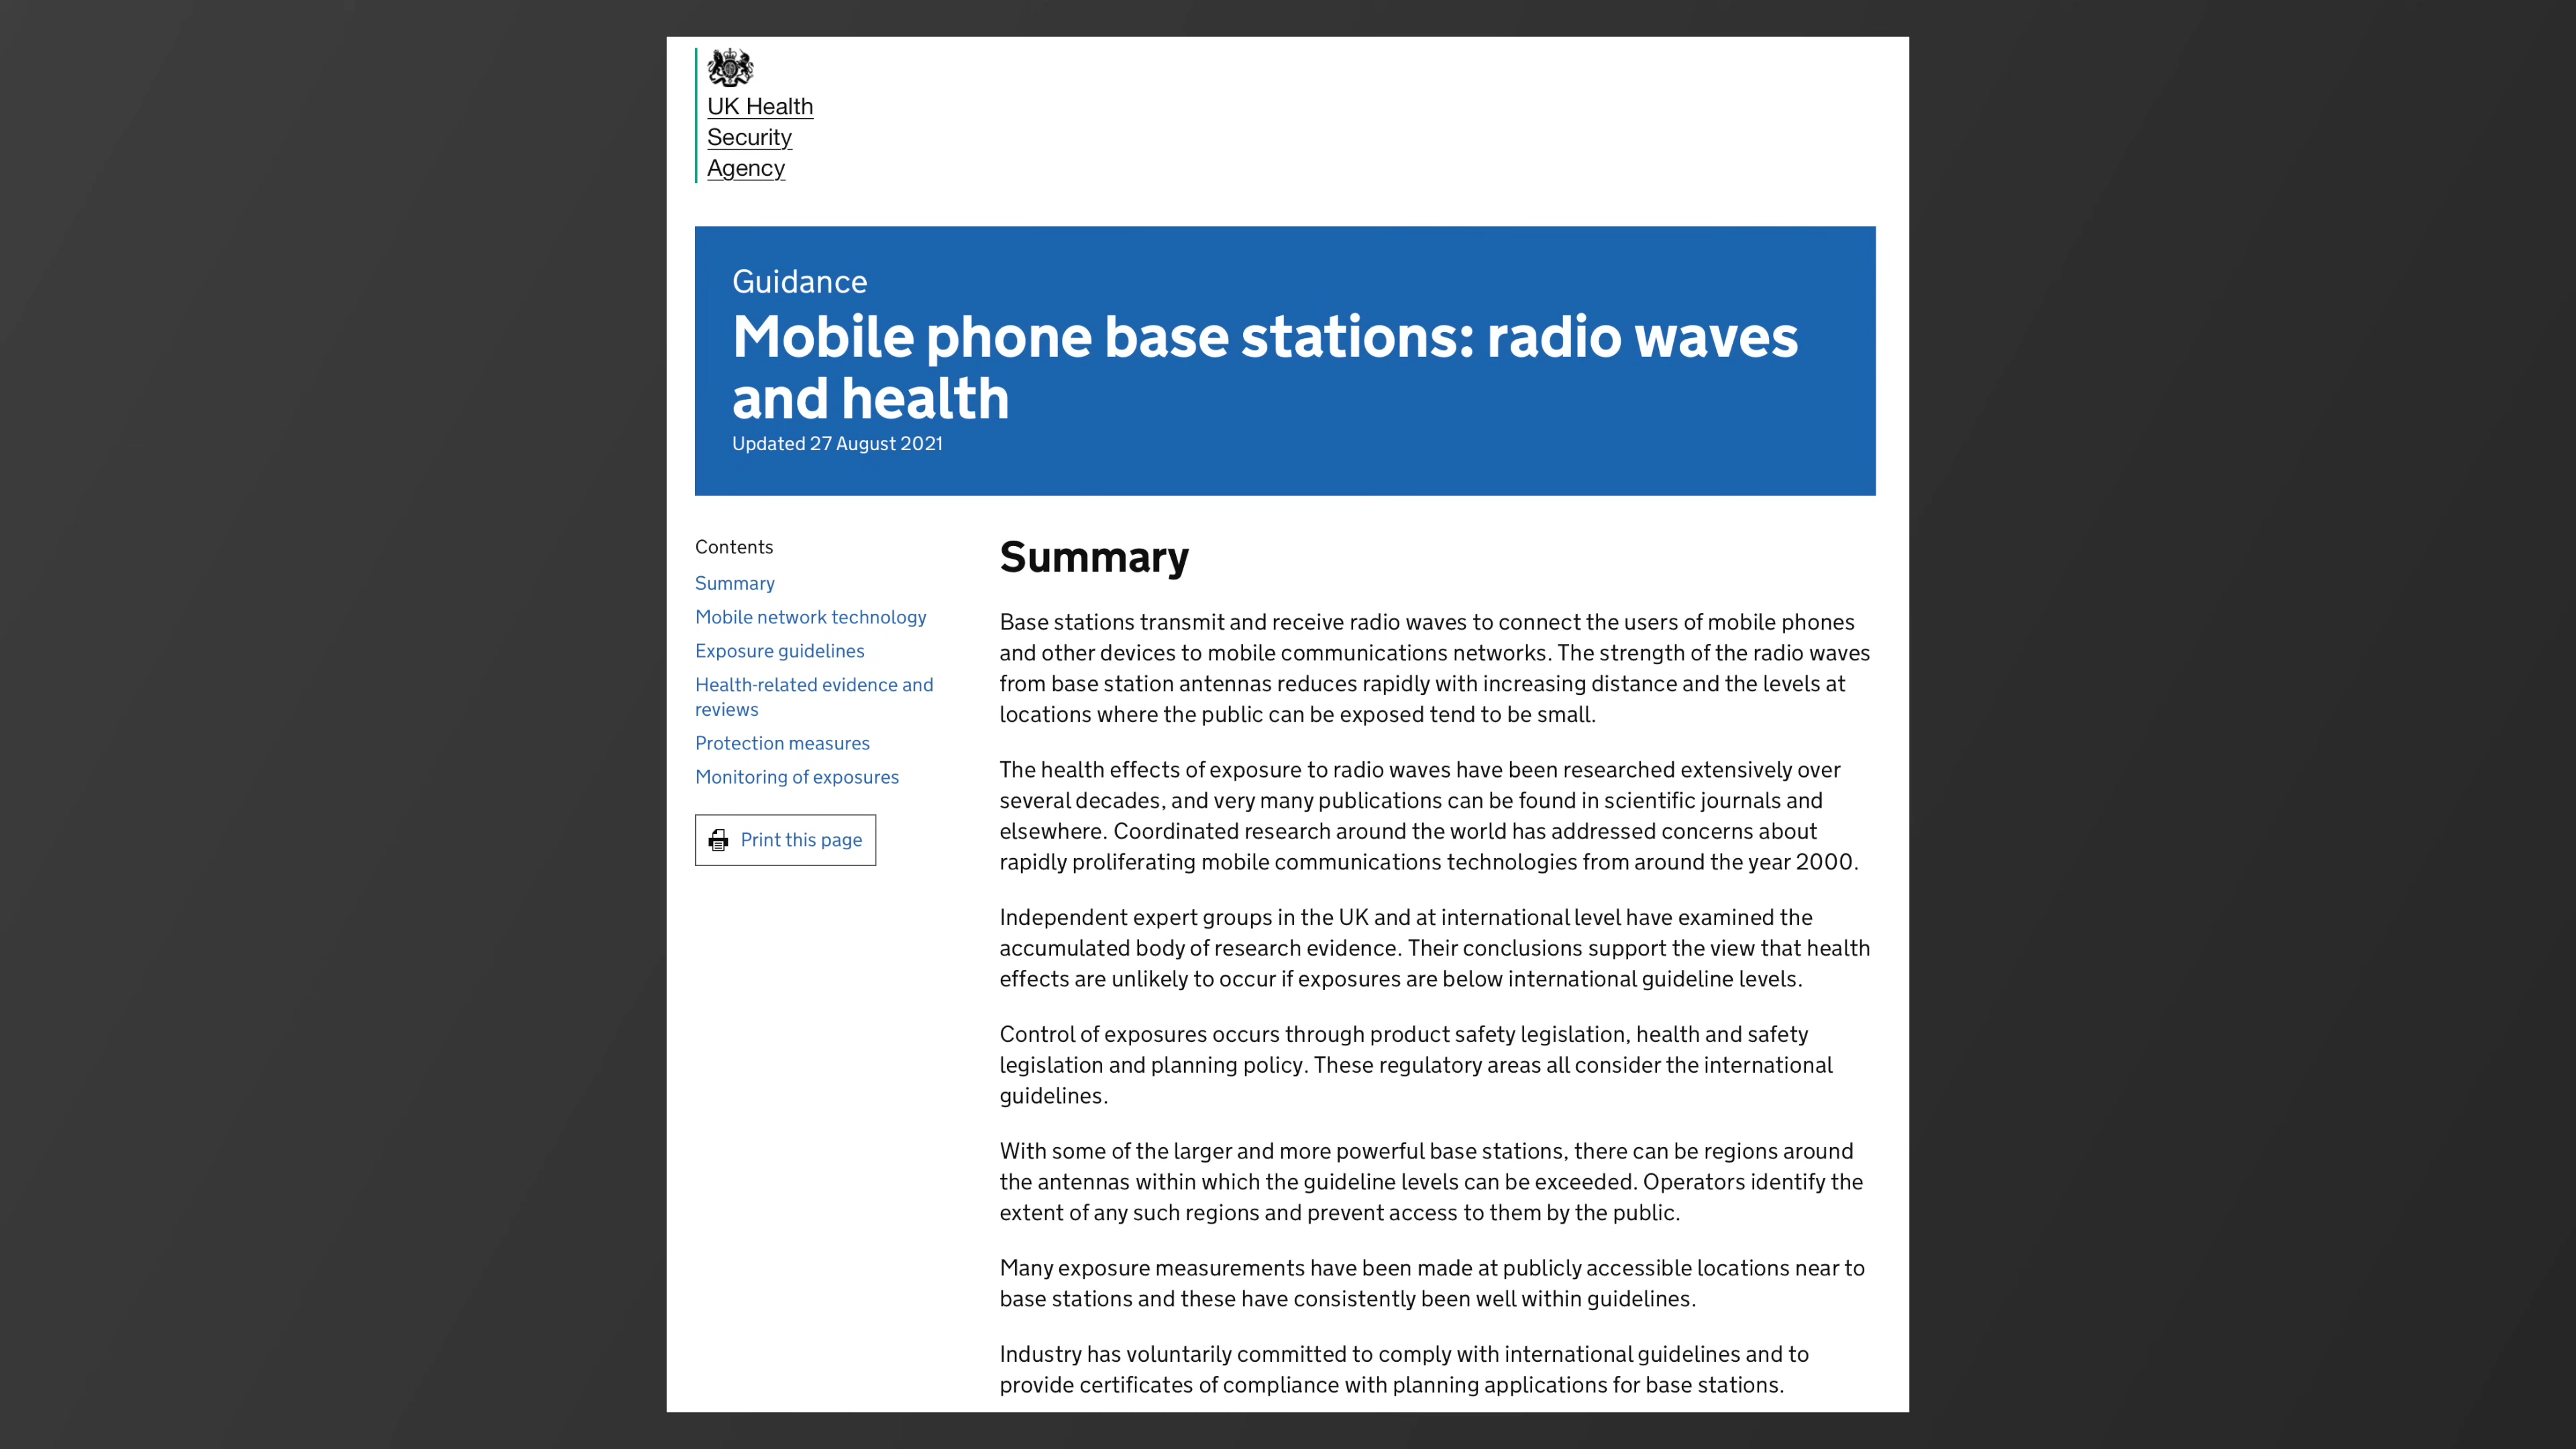 UK Health
Security
Agency
Guidance
Mobile phone base stations: radio waves
and health
Updated 27 August 2021
Contents
Summary
Mobile network technology
Exposure guidelines
Health-related evidence and
reviews
Protection measures
Monitoring of exposures
Print this page
Summary
Base stations transmit and receive radio waves to connect the users of mobile phones
and other devices to mobile communications networks. The strength of the radio waves
from base station antennas reduces rapidly with increasing distance and the levels at
locations where the public can be exposed tend to be small.
The health effects of exposure to radio waves have been researched extensively over
several decades, and very many publications can be found in scientific journals and
elsewhere. Coordinated research around the world has addressed concerns about
rapidly proliferating mobile communications technologies from around the year 2000.
Independent expert groups in the UK and at international level have examined the
accumulated body of research evidence. Their conclusions support the view that health
effects are unlikely to occur if exposures are below international guideline levels.
Control of exposures occurs through product safety legislation, health and safety
legislation and planning policy. These regulatory areas all consider the international
guidelines.
With some of the larger and more powerful base stations, there can be regions around
the antennas within which the guideline levels can be exceeded. Operators identify the
extent of any such regions and prevent access to them by the public.
Many exposure measurements have been made at publicly accessible locations near to
base stations and these have consistently been well within guidelines.
Industry has voluntarily committed to comply with international guidelines and to
provide certificates of compliance with planning applications for base stations.